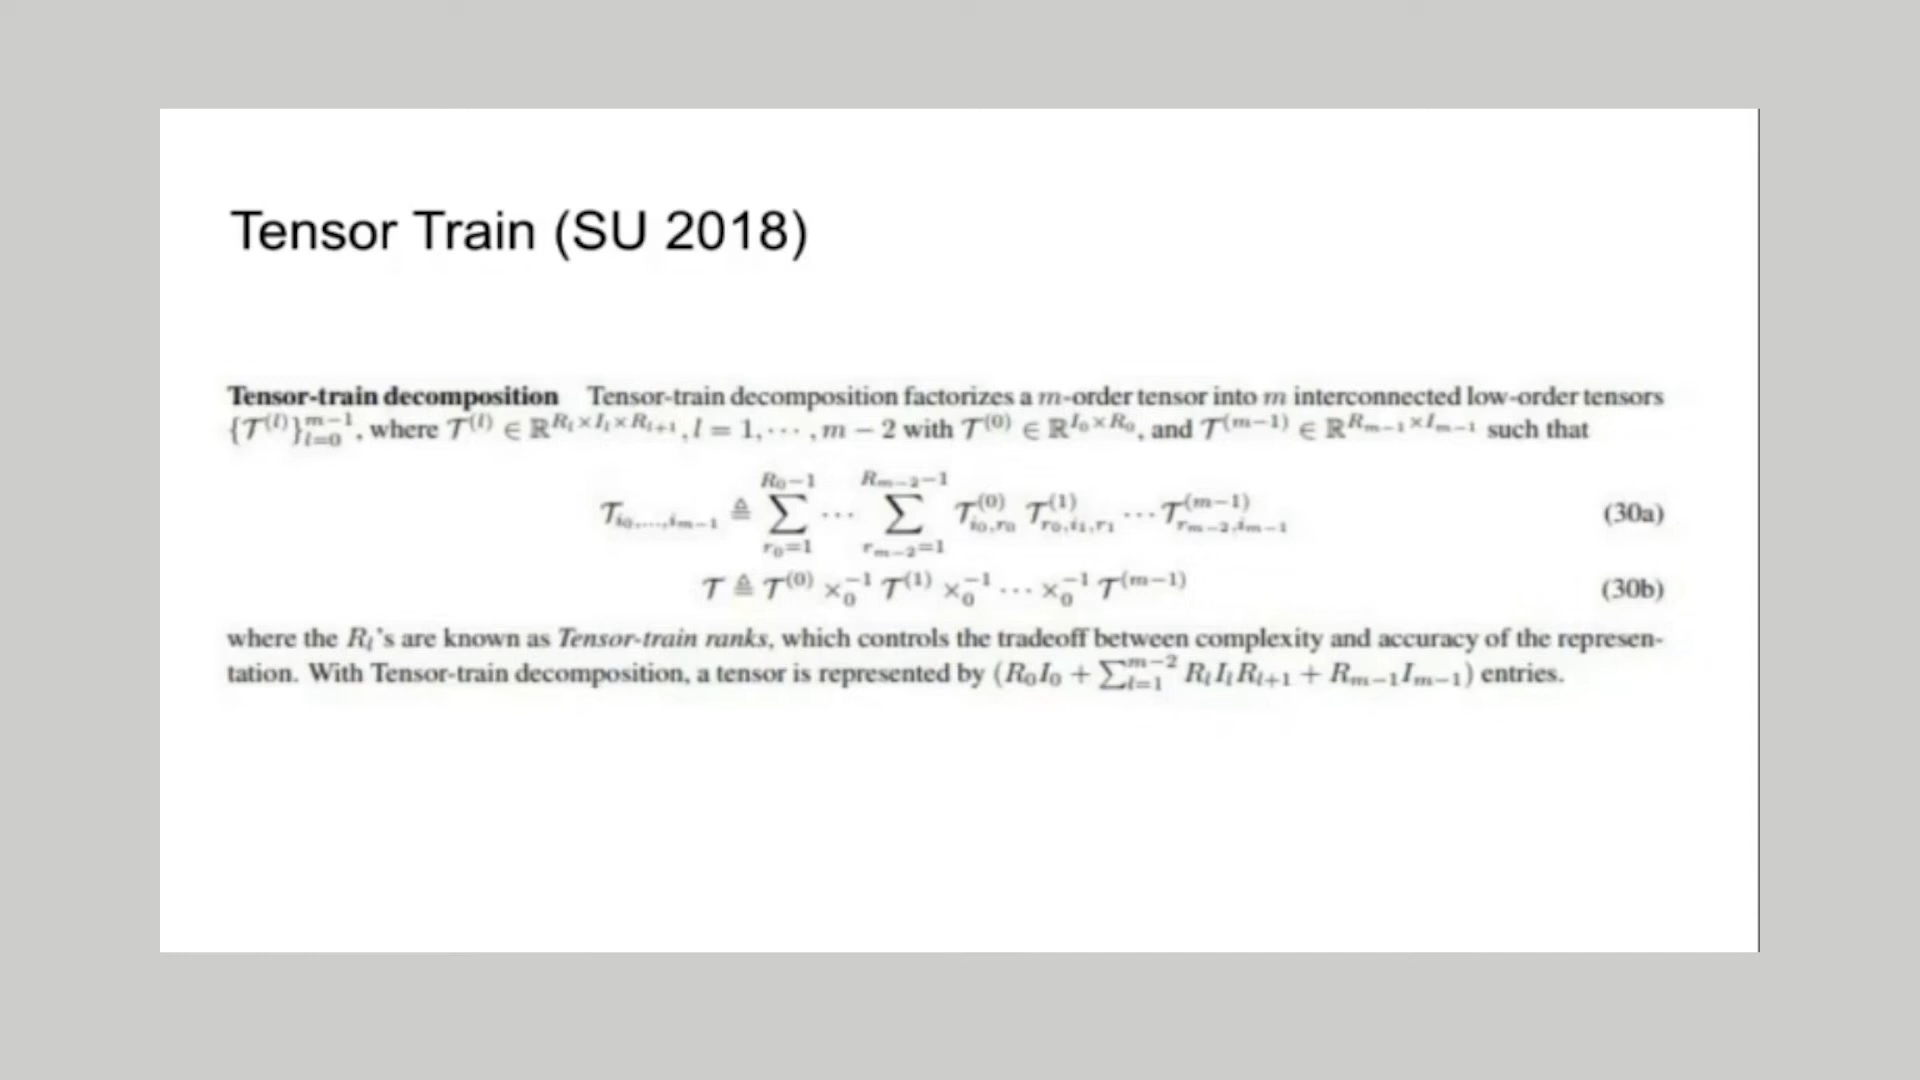 Tensor Train (SU 2018)
Tensor-train decomposition Tensor-train decomposition factorizes a m-order tensor into m interconnected low-order tensors
{𝒯^{(l)}}_{l=0}^{m−1}, where 𝒯^{(l)} ∈ ℝ^{R_l×I_l×R_{l+1}}, l = 1, ⋯ , m − 2 with 𝒯^{(0)} ∈ ℝ^{I_0×R_0}, and 𝒯^{(m−1)} ∈ ℝ^{R_{m−1}×I_{m−1}} such that
𝒯_{i_0,...,i_{m−1}} ≜ ∑_{r_0=1}^{R_0−1} ⋯ ∑_{r_{m−2}=1}^{R_{m−2}−1} 𝒯^{(0)}_{i_0,r_0} 𝒯^{(1)}_{r_0,i_1,r_1} ⋯ 𝒯^{(m−1)}_{r_{m−2},i_{m−1}} (30a)
𝒯 ≜ 𝒯^{(0)} ×_0^{−1} 𝒯^{(1)} ×_0^{−1} ⋯ ×_0^{−1} 𝒯^{(m−1)} (30b)
where the R_l's are known as Tensor-train ranks, which controls the tradeoff between complexity and accuracy of the represen-
tation. With Tensor-train decomposition, a tensor is represented by (R_0I_0 + ∑_{l=1}^{m−2} R_lI_lR_{l+1} + R_{m−1}I_{m−1}) entries.